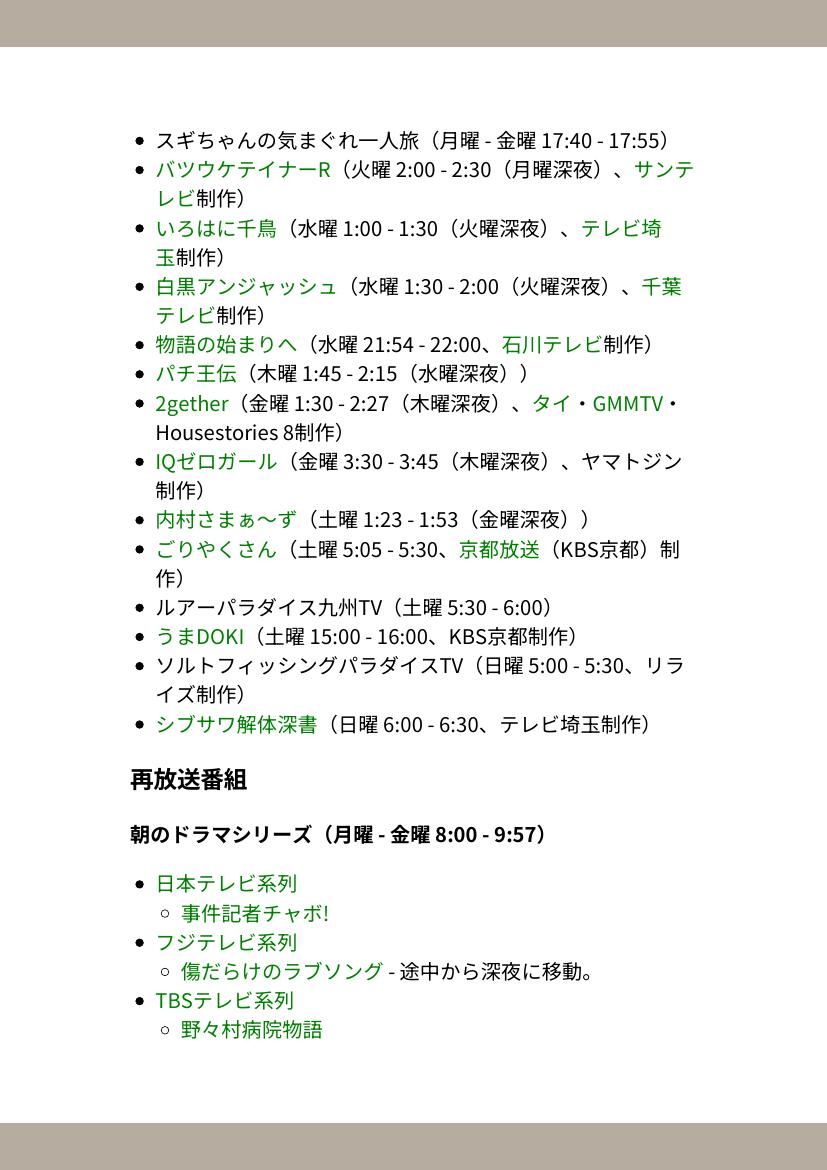 • スギちゃんの気まぐれ一人旅（月曜 - 金曜 17:40 - 17:55）
• バツウケテイナーR（火曜 2:00 - 2:30（月曜深夜）、サンテ
レビ制作）
• いろはに千鳥（水曜 1:00 - 1:30（火曜深夜）、テレビ埼
玉制作）
• 白黒アンジャッシュ（水曜 1:30 - 2:00（火曜深夜）、千葉
テレビ制作）
• 物語の始まりへ（水曜 21:54 - 22:00、石川テレビ制作）
• パチ王伝（木曜 1:45 - 2:15（水曜深夜））
• 2gether（金曜 1:30 - 2:27（木曜深夜）、タイ・GMMTV・
Housestories 8制作）
• IQゼロガール（金曜 3:30 - 3:45（木曜深夜）、ヤマトジン
制作）
• 内村さまぁ〜ず（土曜 1:23 - 1:53（金曜深夜））
• ごりやくさん（土曜 5:05 - 5:30、京都放送（KBS京都）制
作）
• ルアーパラダイス九州TV（土曜 5:30 - 6:00）
• うまDOKI（土曜 15:00 - 16:00、KBS京都制作）
• ソルトフィッシングパラダイスTV（日曜 5:00 - 5:30、リラ
イズ制作）
• シブサワ解体深書（日曜 6:00 - 6:30、テレビ埼玉制作）
再放送番組
朝のドラマシリーズ（月曜 - 金曜 8:00 - 9:57）
• 日本テレビ系列
◦ 事件記者チャボ!
• フジテレビ系列
◦ 傷だらけのラブソング - 途中から深夜に移動。
• TBSテレビ系列
◦ 野々村病院物語